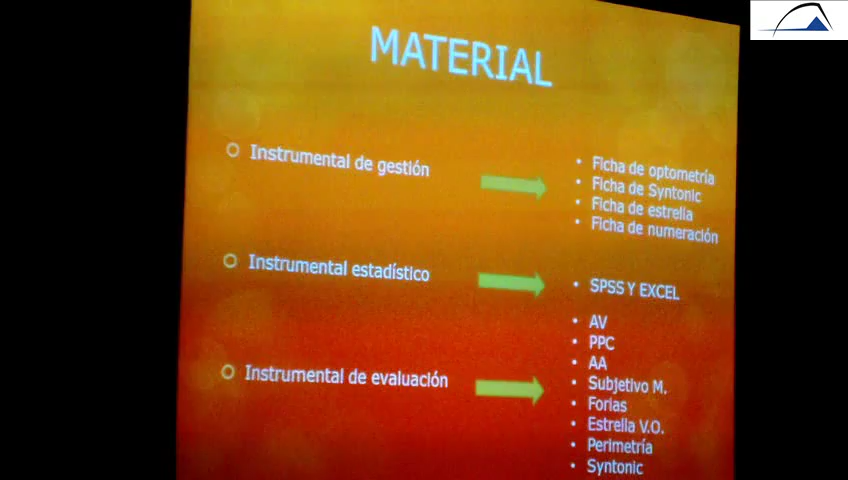 MATERIAL
Instrumental de gestión
Ficha de optometría
Ficha de Syntonic
Ficha de estrella
Ficha de numeración
Instrumental estadístico
SPSS Y EXCEL
Instrumental de evaluación
AV
PPC
AA
Subjetivo M.
Forias
Estrella V.O.
Perimetría
Syntonic